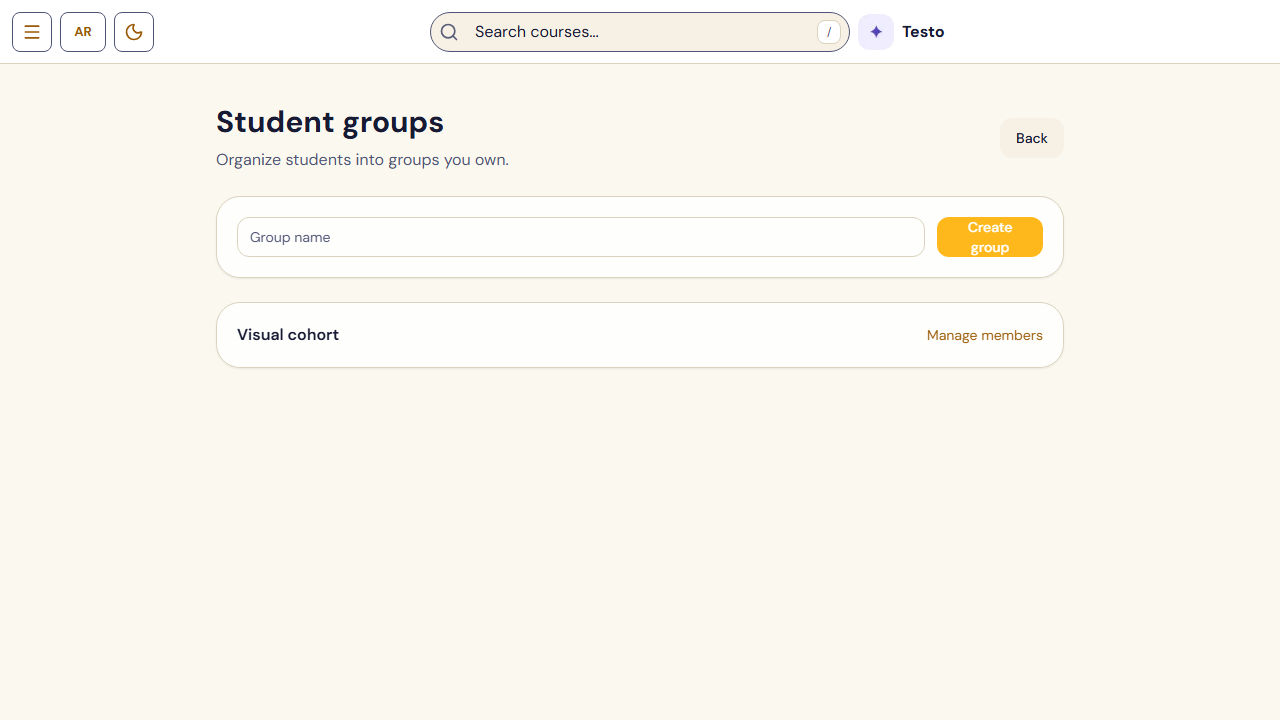 AR
Search courses...
/
Testo
Student groups
Organize students into groups you own.
Back
Group name
Create
group
Visual cohort
Manage members